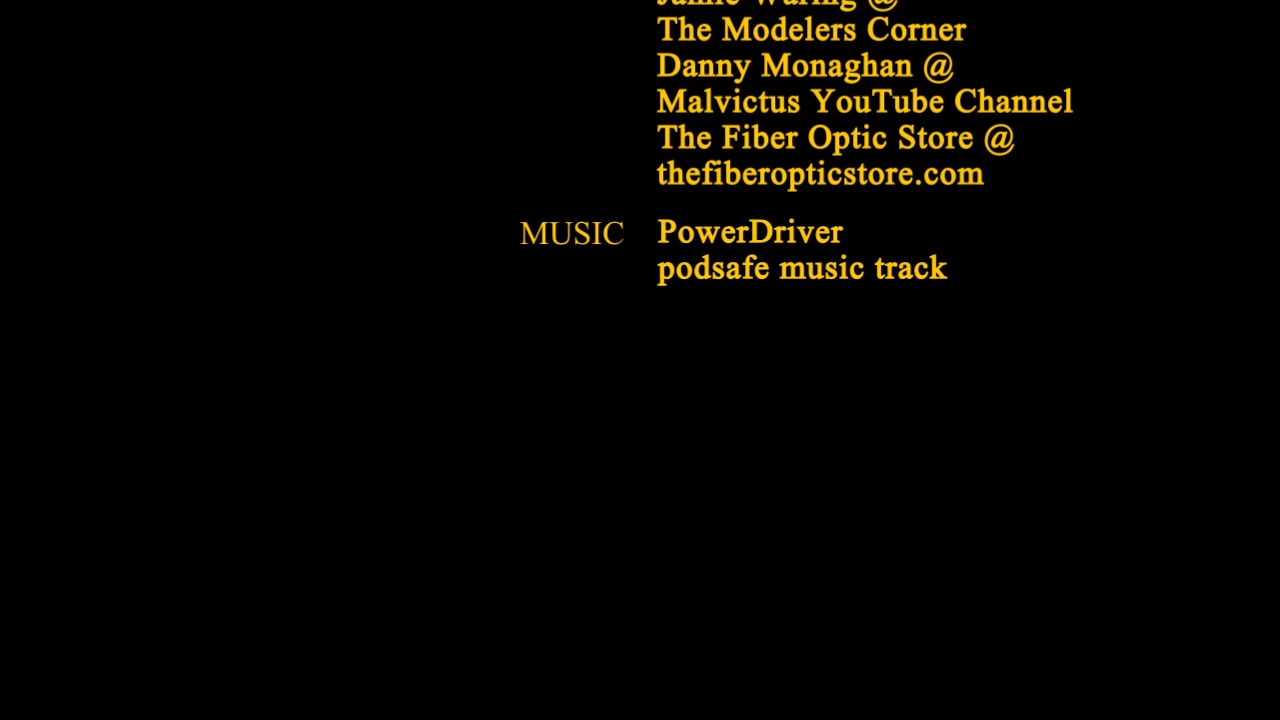 The Modelers Corner
Danny Monaghan @
Malvictus YouTube Channel
The Fiber Optic Store @
thefiberopticstore.com
MUSIC PowerDriver
podsafe music track